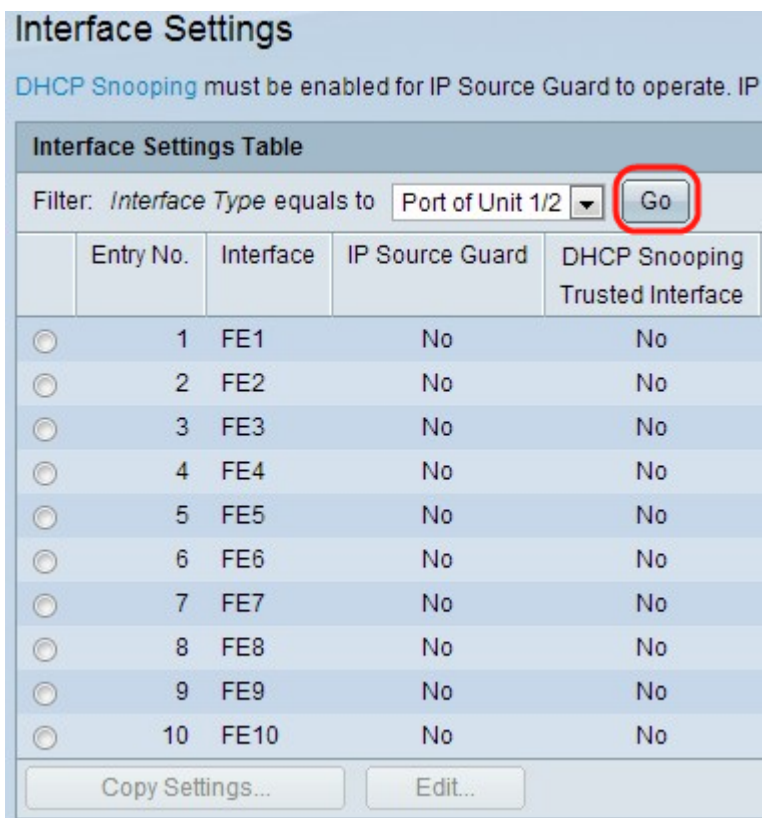 Interface Settings
DHCP Snooping must be enabled for IP Source Guard to operate. IP
Interface Settings Table
Filter: Interface Type equals to Port of Unit 1/2 Go
Entry No. Interface IP Source Guard DHCP Snooping Trusted Interface
1 FE1 No No
2 FE2 No No
3 FE3 No No
4 FE4 No No
5 FE5 No No
6 FE6 No No
7 FE7 No No
8 FE8 No No
9 FE9 No No
10 FE10 No No
Copy Settings... Edit...